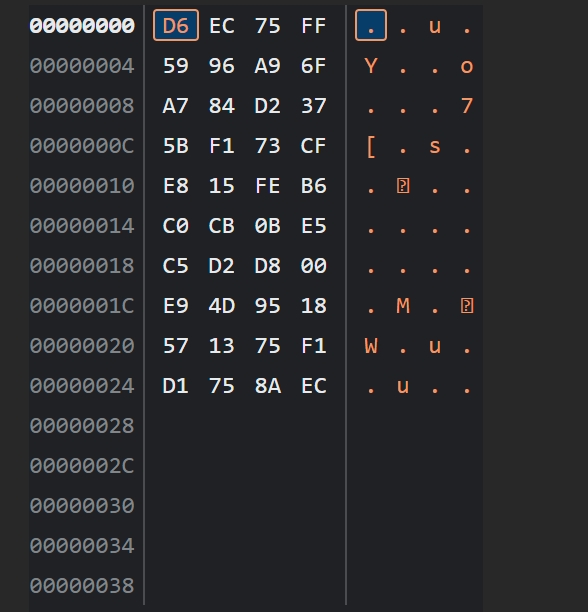 00000000 D6 EC 75 FF . . u .
00000004 59 96 A9 6F Y . . o
00000008 A7 84 D2 37 . . . 7
0000000C 5B F1 73 CF [ . s .
00000010 E8 15 FE B6 . . .
00000014 C0 CB 0B E5 . . . .
00000018 C5 D2 D8 00 . . . .
0000001C E9 4D 95 18 . M .
00000020 57 13 75 F1 W . u .
00000024 D1 75 8A EC . u . .
00000028
0000002C
00000030
00000034
00000038